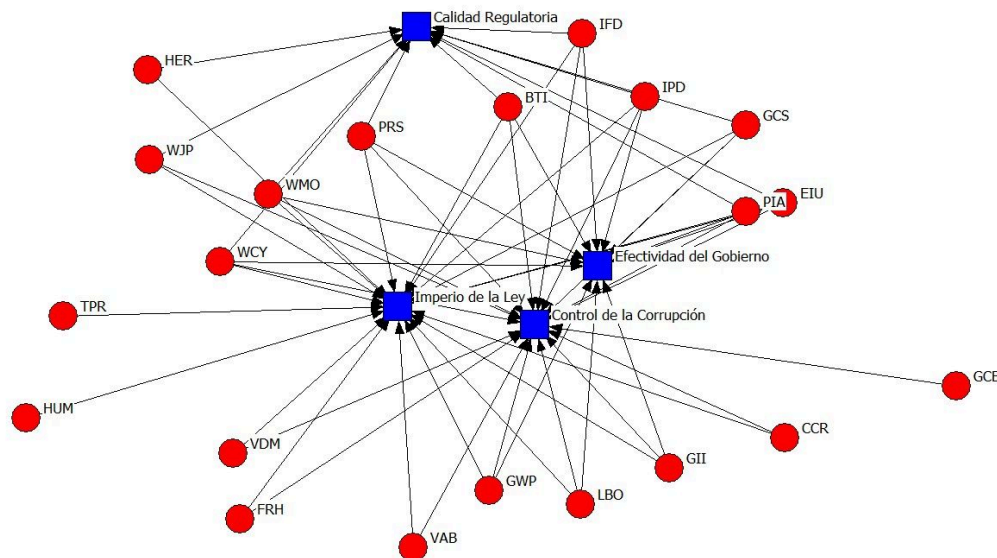 Calidad Regulatoria
IFD
HER
IPD
BTI
GCS
PRS
WJP
WMO
EIU
PIA
WCY
Efectividad del Gobierno
Imperio de la Ley
TPR
Control de la Corrupción
GCB
HUM
CCR
VDM
GII
GWP
LBO
FRH
VAB